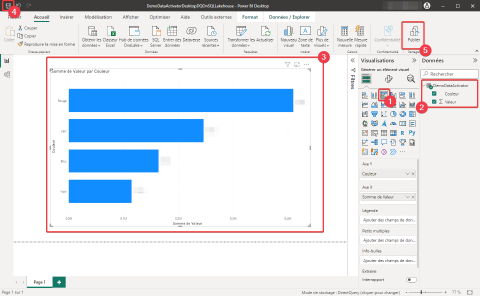 DemoDataActivator Desktop.DQOnSQLLakehouse - Power BI Desktop
4
Fichier
Accueil
Insérer
Modélisation
Afficher
Optimiser
Aide
Outils externes
Format
Données / Explorer
Coller
Couper
Copier
Reproduire la mise en forme
Presse-papiers
Obtenir les données
Classeur Excel
Hub de données OneLake
SQL Server
Entrer des données
Dataverse
Sources récentes
Données
Transformer les données
Actualiser
Requêtes
Nouveau visuel
Zone de texte
Plus de visuels
Insérer
Nouvelle mesure
Mesure rapide
Calculs
Confidentialité
Publier
Partager
5
3
Somme de Valeur par Couleur
Couleur
Rouge
Vert
Bleu
Somme de Valeur
Visualisations
Générer un élément visuel
Filtres
1
Axe Y
Couleur
Axe X
Somme de Valeur
Légende
Ajouter des champs de don...
Petits multiples
Ajouter des champs de don...
Info-bulles
Ajouter des champs de don...
Extraire
Interrapport
Données
Rechercher
DemoDataActivator
Couleur
Valeur
2
Page 1
Page 1 sur 1
Mode de stockage : DirectQuery (cliquer pour changer)
71 %